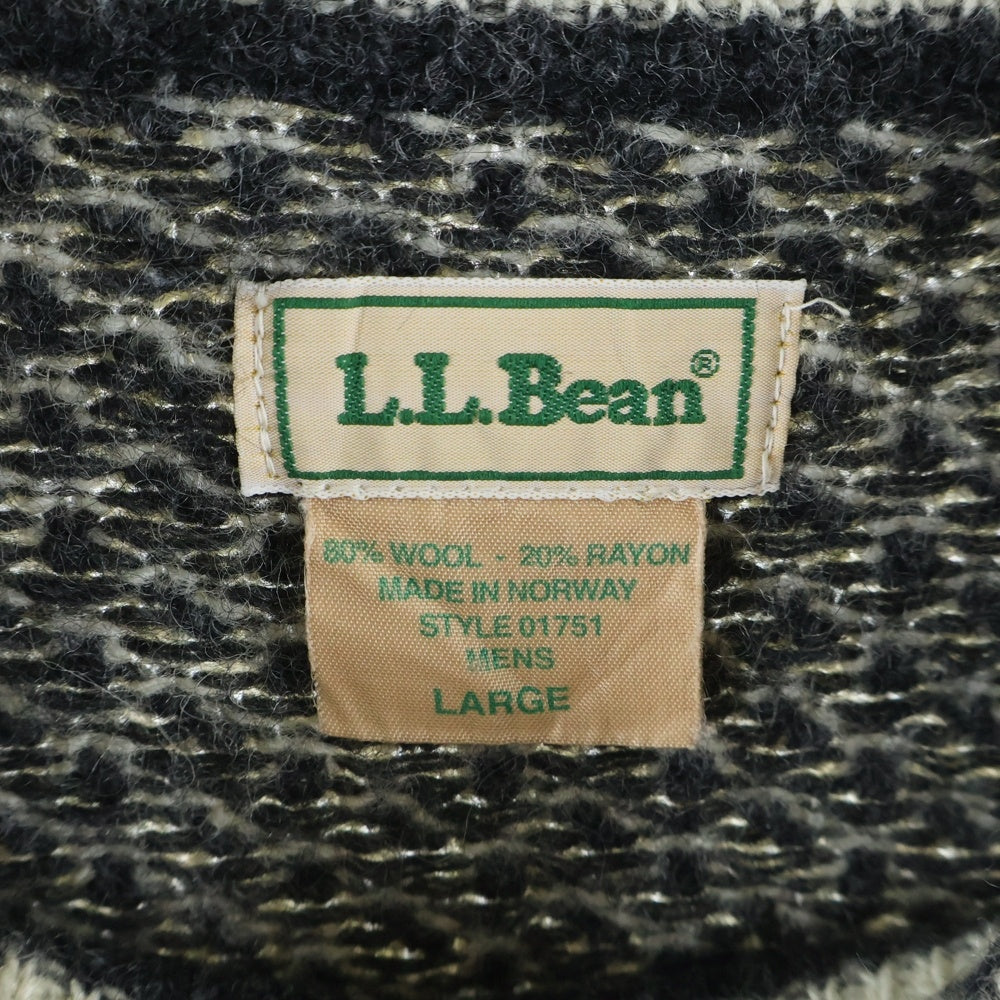 L.L.Bean®
80% WOOL - 20% RAYON
MADE IN NORWAY
STYLE 01751
MENS
LARGE